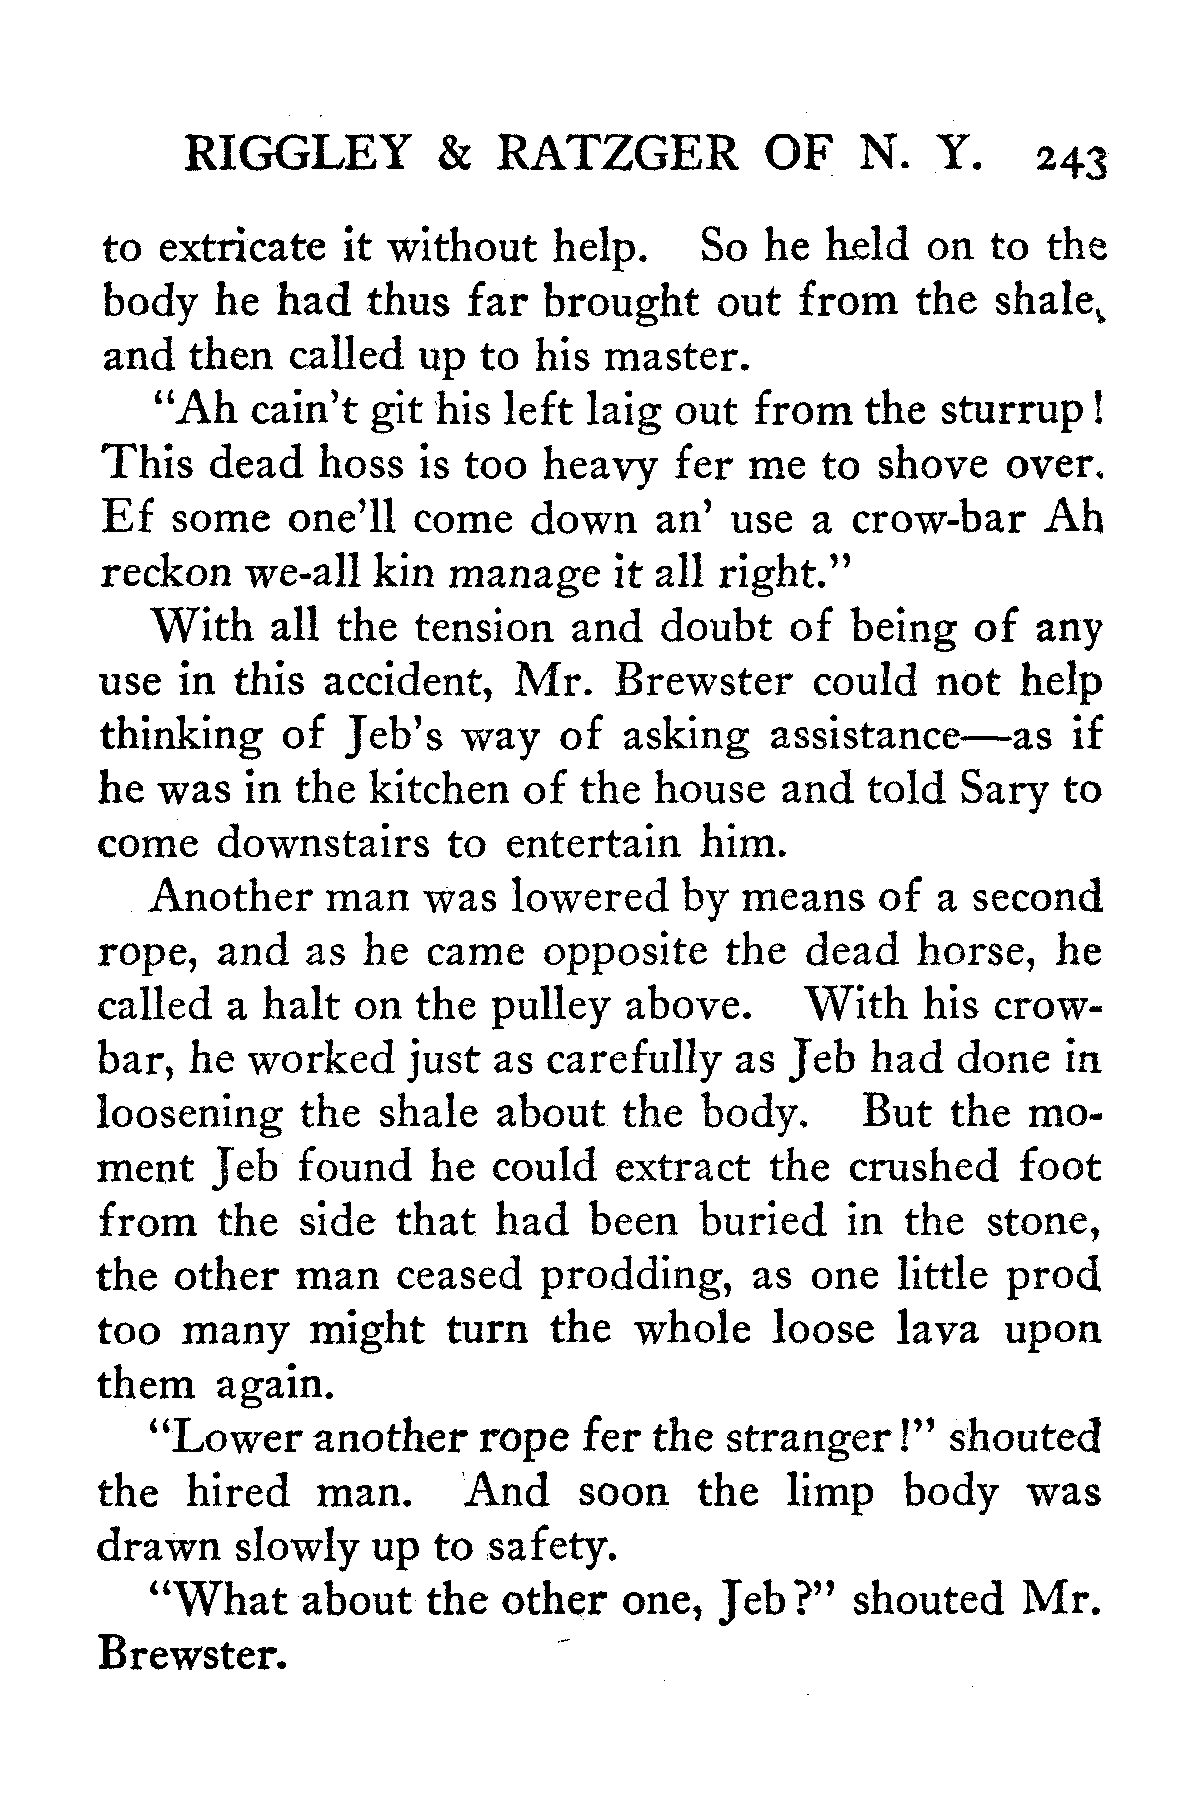 RIGGLEY & RATZGER OF N. Y. 243
to extricate it without help. So he held on to the
body he had thus far brought out from the shale,
and then called up to his master.
"Ah cain't git his left laig out from the sturrup!
This dead hoss is too heavy fer me to shove over.
Ef some one'll come down an' use a crow-bar Ah
reckon we-all kin manage it all right."
With all the tension and doubt of being of any
use in this accident, Mr. Brewster could not help
thinking of Jeb's way of asking assistance—as if
he was in the kitchen of the house and told Sary to
come downstairs to entertain him.
Another man was lowered by means of a second
rope, and as he came opposite the dead horse, he
called a halt on the pulley above. With his crow-
bar, he worked just as carefully as Jeb had done in
loosening the shale about the body. But the mo-
ment Jeb found he could extract the crushed foot
from the side that had been buried in the stone,
the other man ceased prodding, as one little prod
too many might turn the whole loose lava upon
them again.
"Lower another rope fer the stranger!" shouted
the hired man. And soon the limp body was
drawn slowly up to safety.
"What about the other one, Jeb?" shouted Mr.
Brewster.